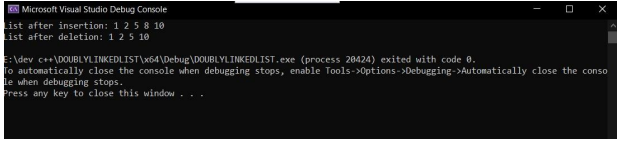 Microsoft Visual Studio Debug Console
List after insertion: 1 2 5 8 10
List after deletion: 1 2 5 10
E:\dev c++\DOUBLYLINKEDLIST\x64\Debug\DOUBLYLINKEDLIST.exe (process 20424) exited with code 0.
To automatically close the console when debugging stops, enable Tools->Options->Debugging->Automatically close the conso
le when debugging stops.
Press any key to close this window . . .